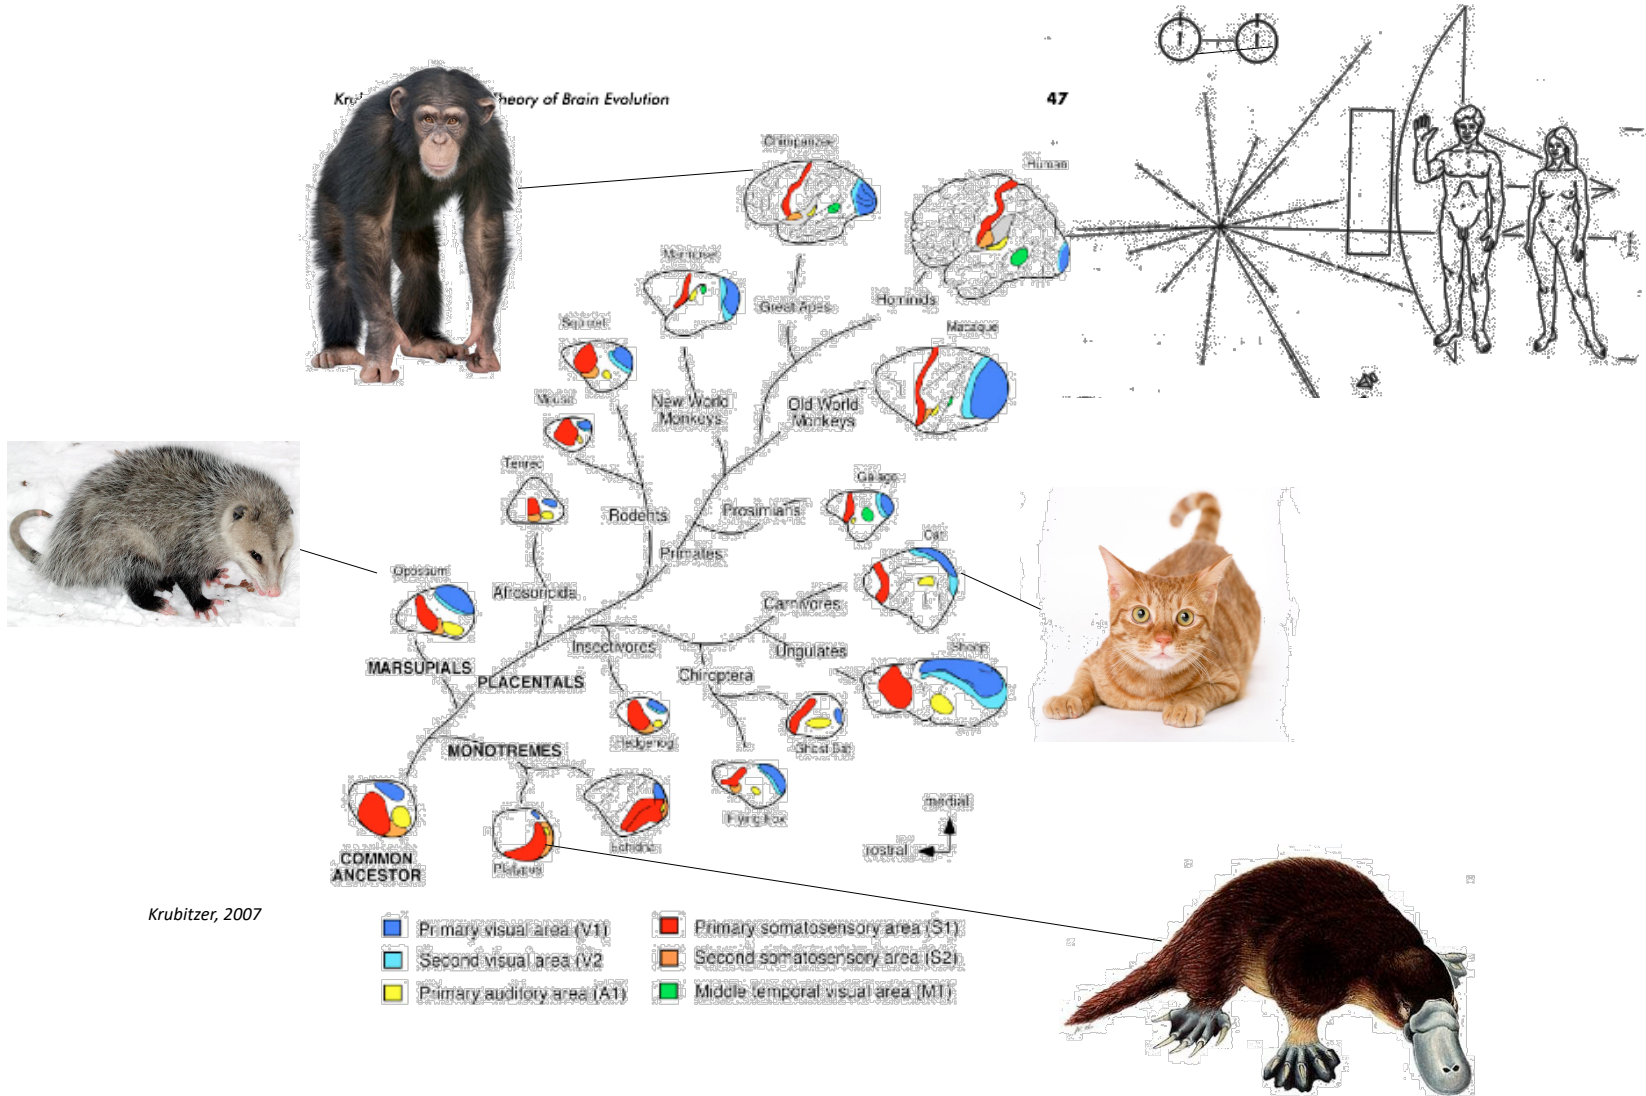 Theory of Brain Evolution
47
Chimpanzee
Human
Marmoset
Great Apes
Hominids
Squirrel
Macaque
Mouse
New World
Monkeys
Old World
Monkeys
Tenrec
Galago
Rodents
Prosimians
Cat
Primates
Opossum
Afrosoricida
Carnivores
Insectivores
Ungulates
Sheep
MARSUPIALS
PLACENTALS
Chiroptera
Hedgehog
Ghost Bat
MONOTREMES
Flying Fox
medial
Echidna
rostral
COMMON
ANCESTOR
Platypus
Krubitzer, 2007
Primary visual area (V1)
Second visual area (V2
Primary auditory area (A1)
Primary somatosensory area (S1)
Second somatosensory area (S2)
Middle temporal visual area (MT)